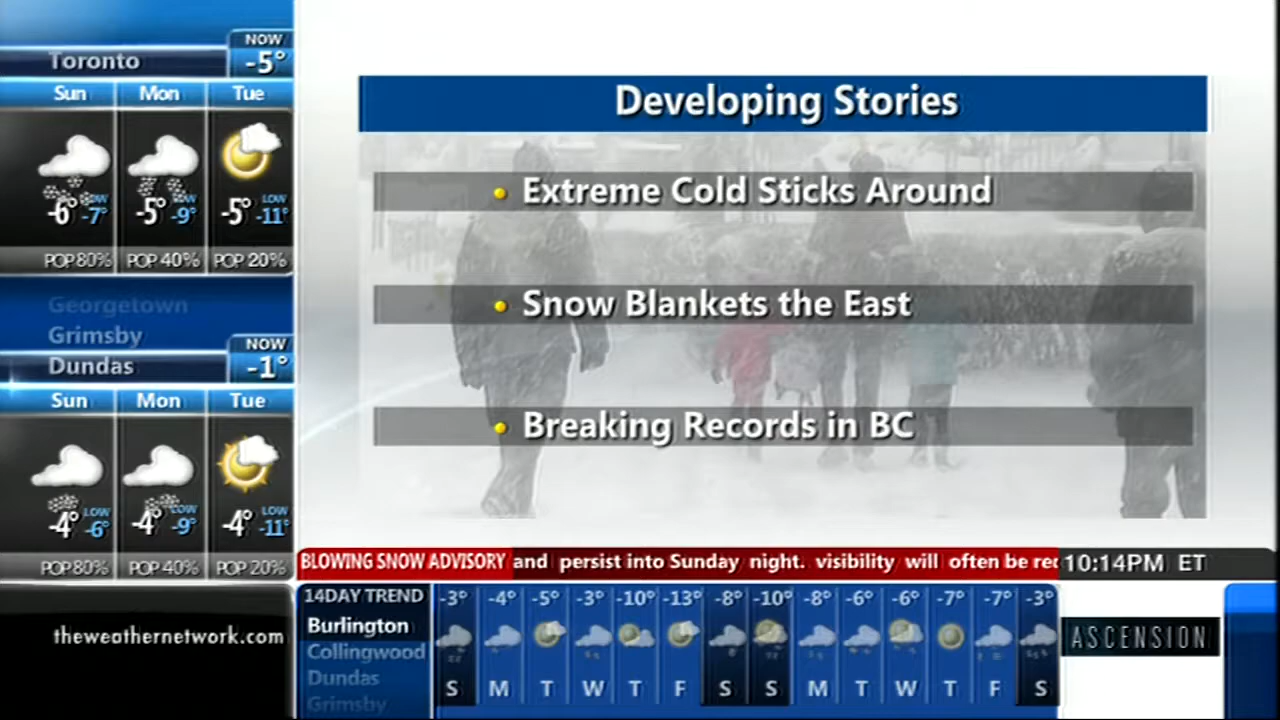 Toronto
NOW
-5°
Sun Mon Tue
-6° LOW -7° -5° LOW -9° -5° LOW -11°
POP 80% POP 40% POP 20%
Georgetown
Grimsby
Dundas
NOW
-1°
Sun Mon Tue
-4° LOW -6° -4° LOW -9° -4° LOW -11°
POP 80% POP 40% POP 20%
theweathernetwork.com
Developing Stories
• Extreme Cold Sticks Around
• Snow Blankets the East
• Breaking Records in BC
BLOWING SNOW ADVISORY and persist into Sunday night. visibility will often be rec
10:14PM ET
14DAY TREND
Burlington
Collingwood
Dundas
Grimsby
-3° -4° -5° -3° -10° -13° -8° -10° -8° -6° -6° -7° -7° -3°
S M T W T F S S M T W T F S
ASCENSION